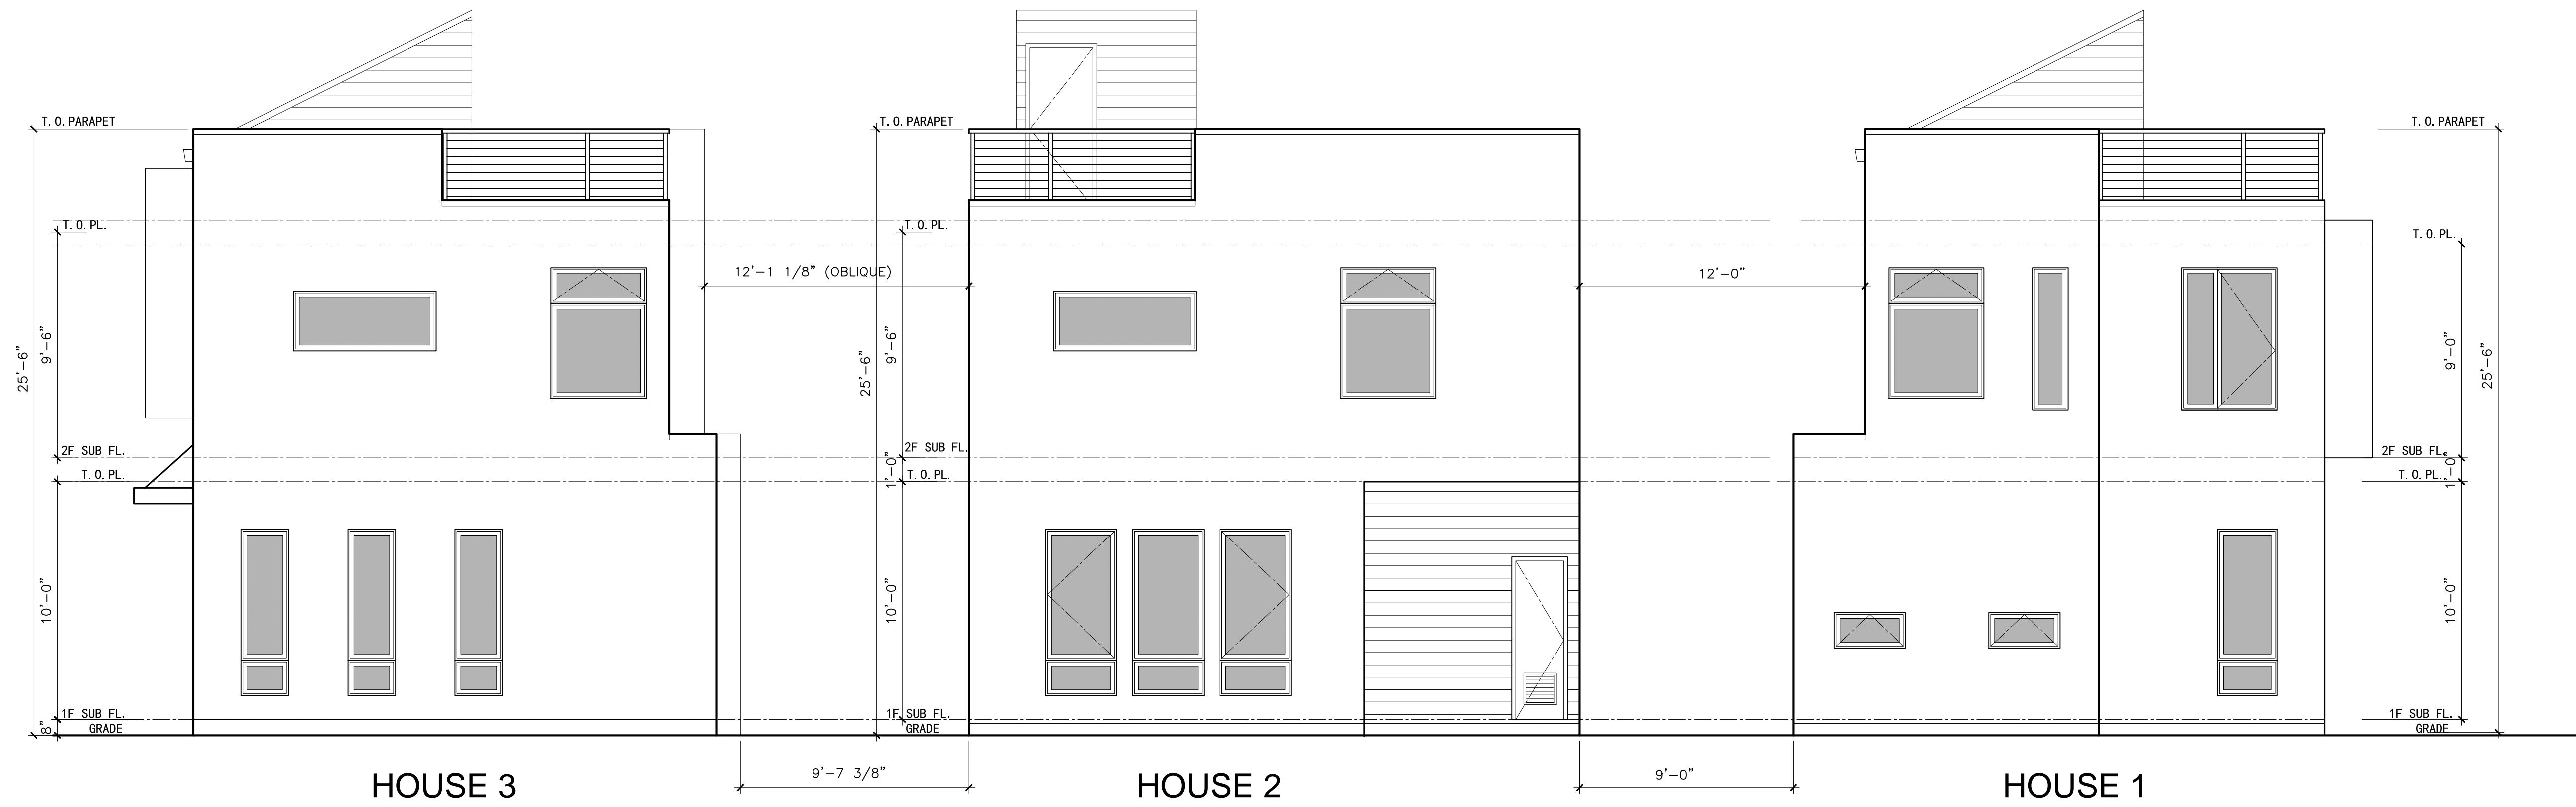 T.O.PARAPET
T.O.PARAPET
T.O.PARAPET
T.O.PL.
T.O.PL.
T.O.PL.
12'-1 1/8" (OBLIQUE)
12'-0"
25'-6"
9'-6"
25'-6"
9'-6"
9'-0"
25'-6"
2F SUB FL.
2F SUB FL.
2F SUB FL.
T.O.PL.
1'-0"
T.O.PL.
T.O.PL.
1'-0"
10'-0"
10'-0"
10'-0"
1F SUB FL.
1F SUB FL.
1F SUB FL.
8"
GRADE
GRADE
GRADE
9'-7 3/8"
9'-0"
HOUSE 3
HOUSE 2
HOUSE 1